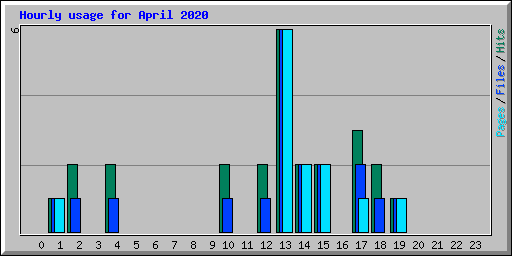 Hourly usage for April 2020
6
Pages/Files/Hits
0 1 2 3 4 5 6 7 8 9 10 11 12 13 14 15 16 17 18 19 20 21 22 23